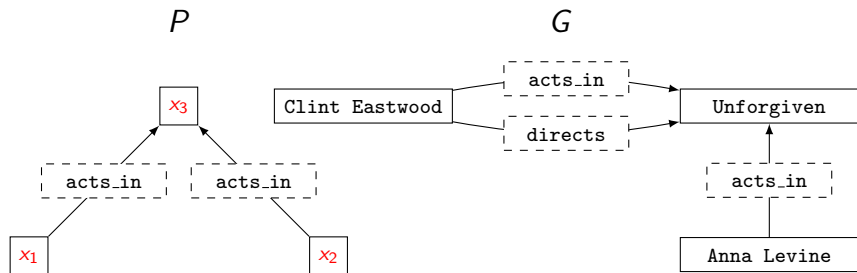 P
G
x3
acts_in
Clint Eastwood
Unforgiven
directs
acts_in
acts_in
acts_in
x1
x2
Anna Levine